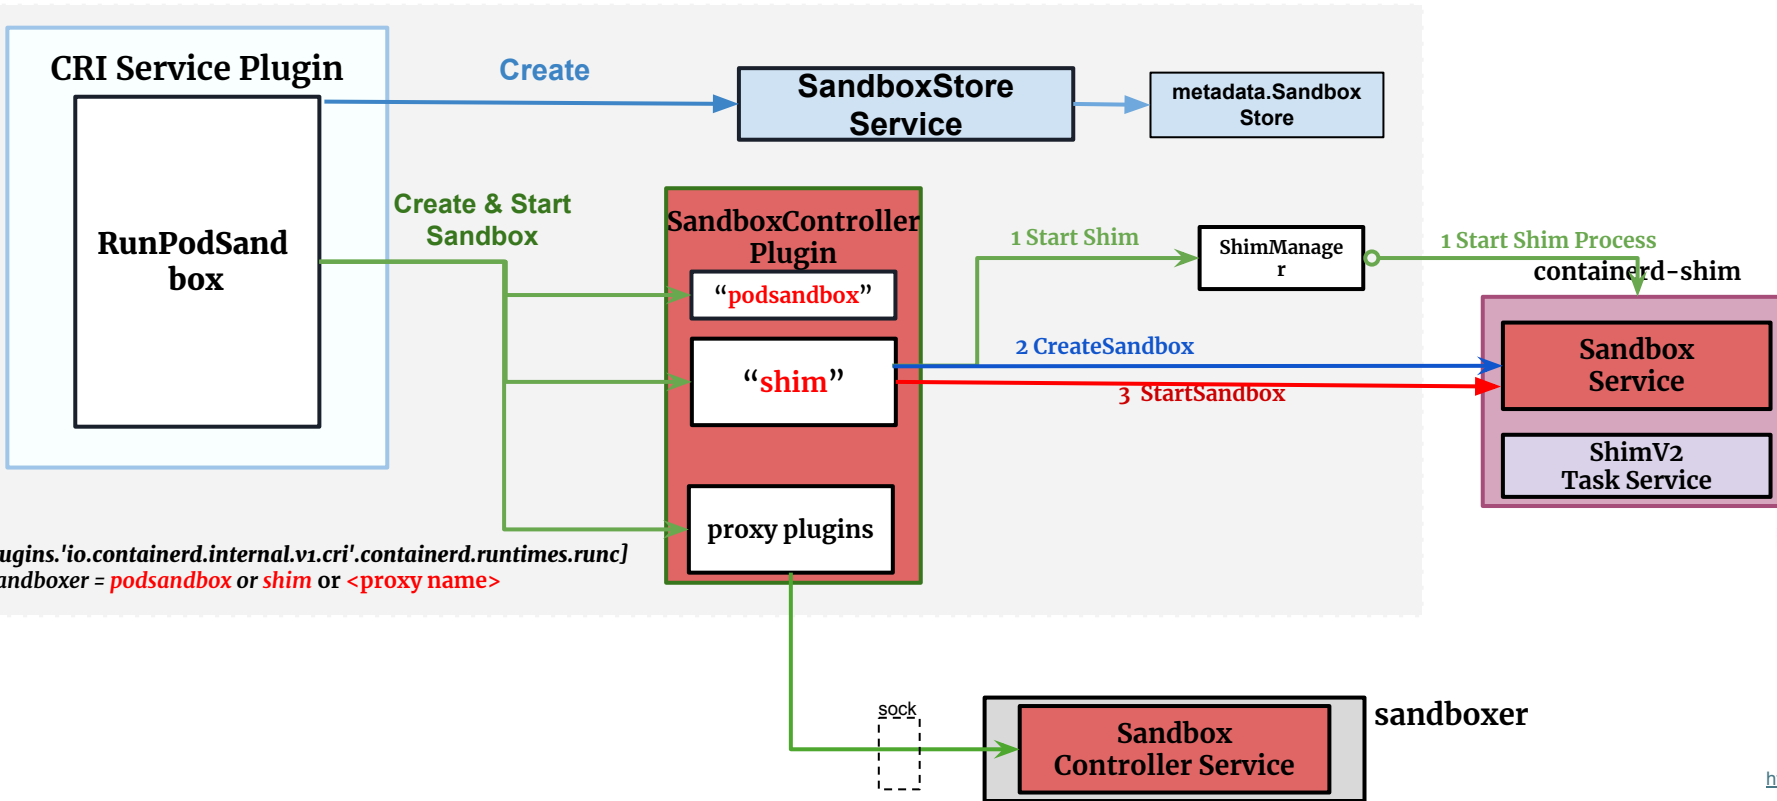 CRI Service Plugin
RunPodSand
box
Create
SandboxStore
Service
metadata.Sandbox
Store
Create & Start
Sandbox
SandboxController
Plugin
“podsandbox”
“shim”
proxy plugins
1 Start Shim
ShimManage
r
1 Start Shim Process
containerd-shim
2 CreateSandbox
3 StartSandbox
Sandbox
Service
ShimV2
Task Service
ugins.'io.containerd.internal.v1.cri'.containerd.runtimes.runc]
andboxer = podsandbox or shim or <proxy name>
sock
Sandbox
Controller Service
sandboxer